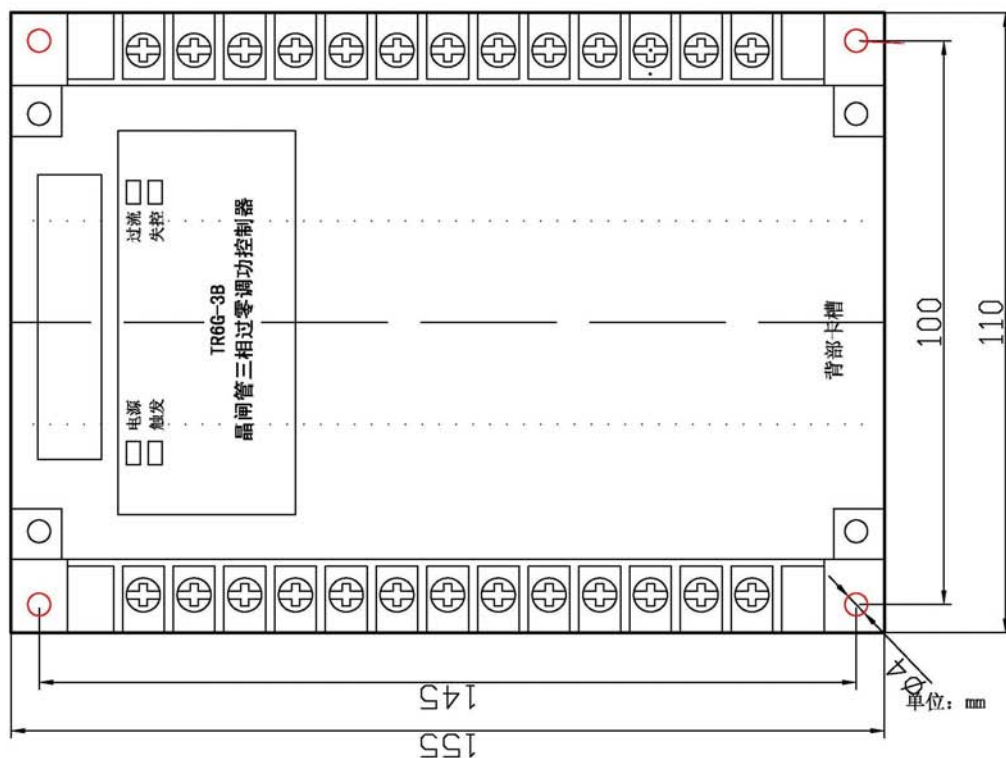 过流
失控
TR6G-3B
晶闸管三相过零调功控制器
电源
触发
背部卡槽
100
110
145
155
Ø4
单位：mm